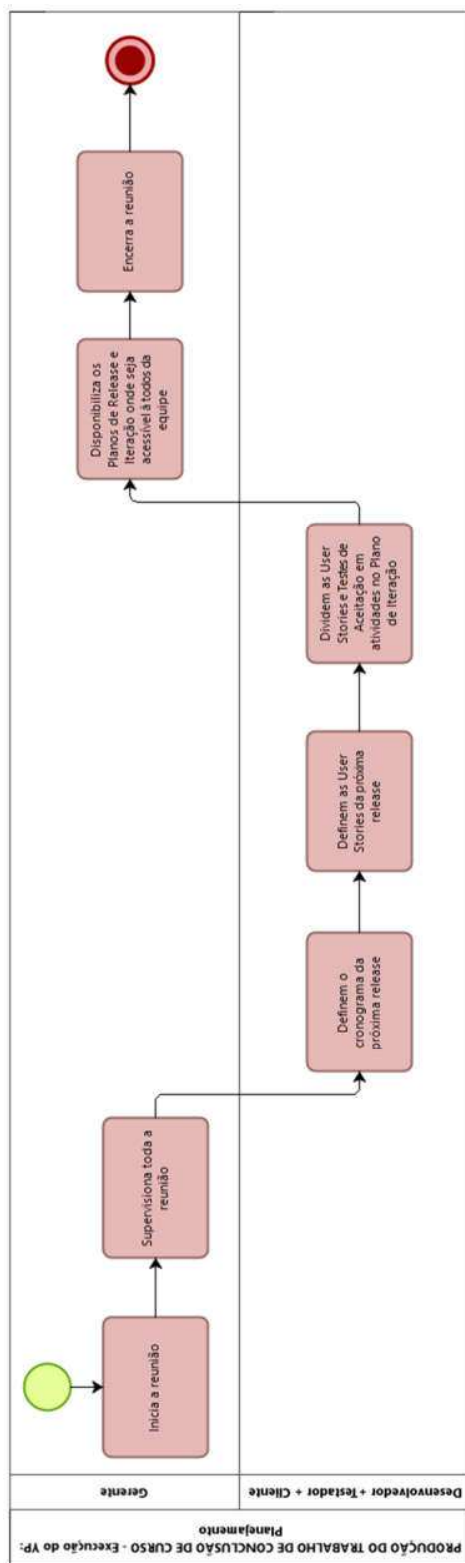 PRODUÇÃO DO TRABALHO DE CONCLUSÃO DE CURSO - Execução do YP:
Planejamento
Gerente
Inicia a reunião
Supervisiona toda a
reunião
Disponibiliza os
Planos de Release e
Iteração onde seja
acessível á todos da
equipe
Encerra a reunião
Desenvolvedor + Testador + Cliente
Definem o
cronograma da
próxima release
Definem as User
Stories da próxima
release
Dividem as User
Stories e Testes de
Aceitação em
atividades no Plano
de Iteração